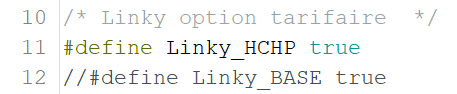 10 /* Linky option tarifaire  */
11 #define Linky_HCHP true
12 //#define Linky_BASE true